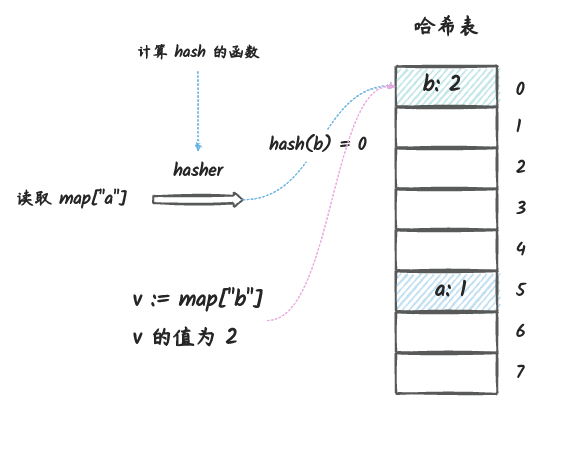 哈希表
计算 hash 的函数
b: 2
0
1
hash(b) = 0
hasher
2
读取 map["a"]
3
4
v := map["b"]
a: 1
5
v 的值为 2
6
7